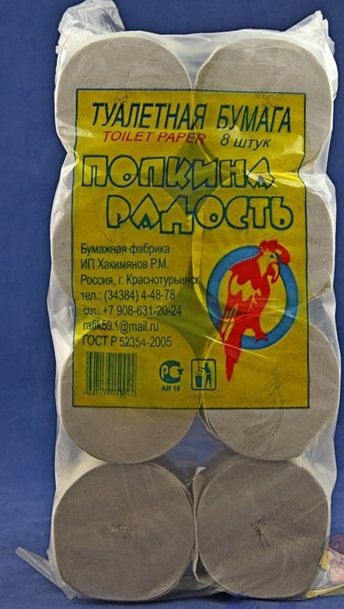 ТУАЛЕТНАЯ БУМАГА
TOILET PAPER 8 штук
ПОПКИНА
РАДОСТЬ
Бумажная фабрика
ИП Хакимянов Р.М.
Россия, г. Краснотурьинск
тел.: (34384) 4-48-78
сот.: +7 908-631-20-24
rafik59.1@mail.ru
ГОСТ Р 52354-2005
АИ 16